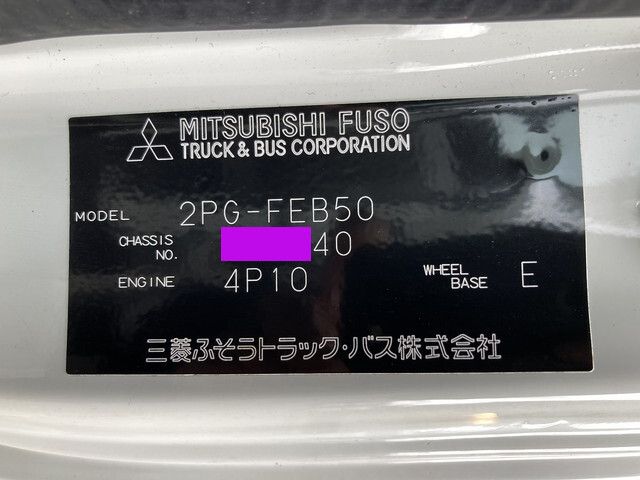 MITSUBISHI FUSO
TRUCK & BUS CORPORATION
MODEL 2PG-FEB50
CHASSIS NO. 40
ENGINE 4P10 WHEEL BASE E
三菱ふそうトラック・バス株式会社